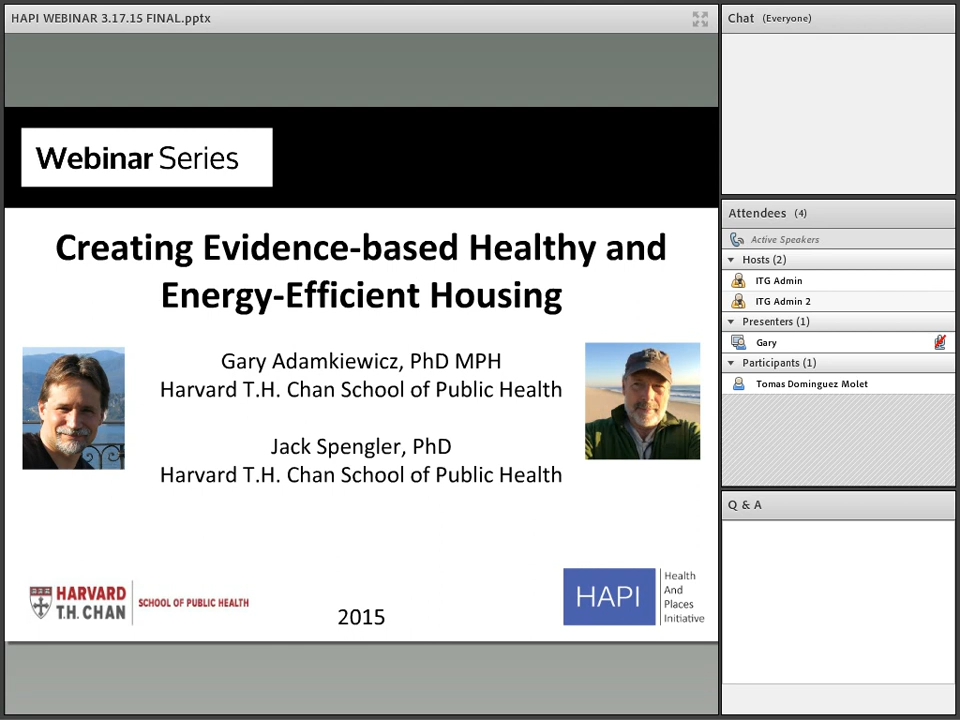 HAPI WEBINAR 3.17.15 FINAL.pptx
Webinar Series
Creating Evidence-based Healthy and
Energy-Efficient Housing
Gary Adamkiewicz, PhD MPH
Harvard T.H. Chan School of Public Health
Jack Spengler, PhD
Harvard T.H. Chan School of Public Health
HARVARD
T.H. CHAN
SCHOOL OF PUBLIC HEALTH
2015
HAPI
Health
And
Places
Initiative
Chat (Everyone)
Attendees (4)
Active Speakers
Hosts (2)
ITG Admin
ITG Admin 2
Presenters (1)
Gary
Participants (1)
Tomas Dominguez Molet
Q & A